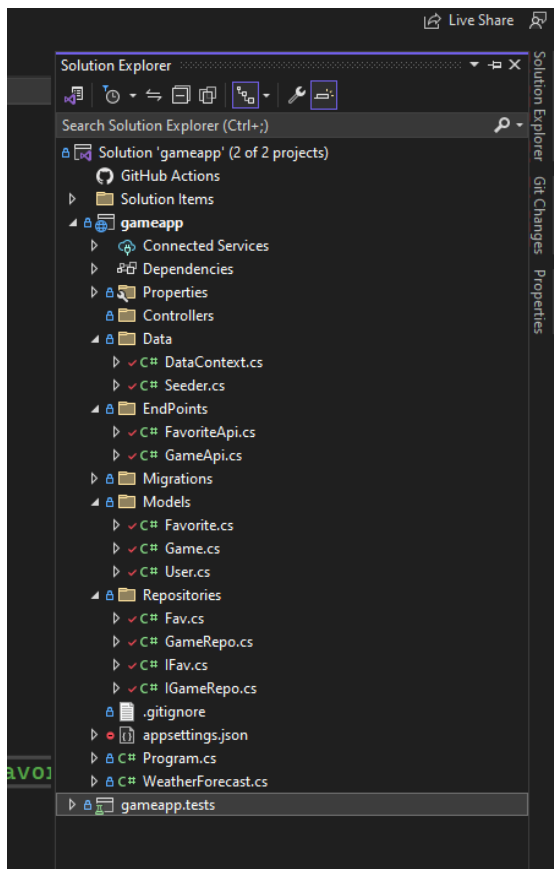 Live Share
Solution Explorer
Search Solution Explorer (Ctrl+;)
Solution 'gameapp' (2 of 2 projects)
GitHub Actions
Solution Items
gameapp
Connected Services
Dependencies
Properties
Controllers
Data
C# DataContext.cs
C# Seeder.cs
EndPoints
C# FavoriteApi.cs
C# GameApi.cs
Migrations
Models
C# Favorite.cs
C# Game.cs
C# User.cs
Repositories
C# Fav.cs
C# GameRepo.cs
C# IFav.cs
C# IGameRepo.cs
.gitignore
appsettings.json
C# Program.cs
C# WeatherForecast.cs
gameapp.tests
Solution Explorer
Git Changes
Properties